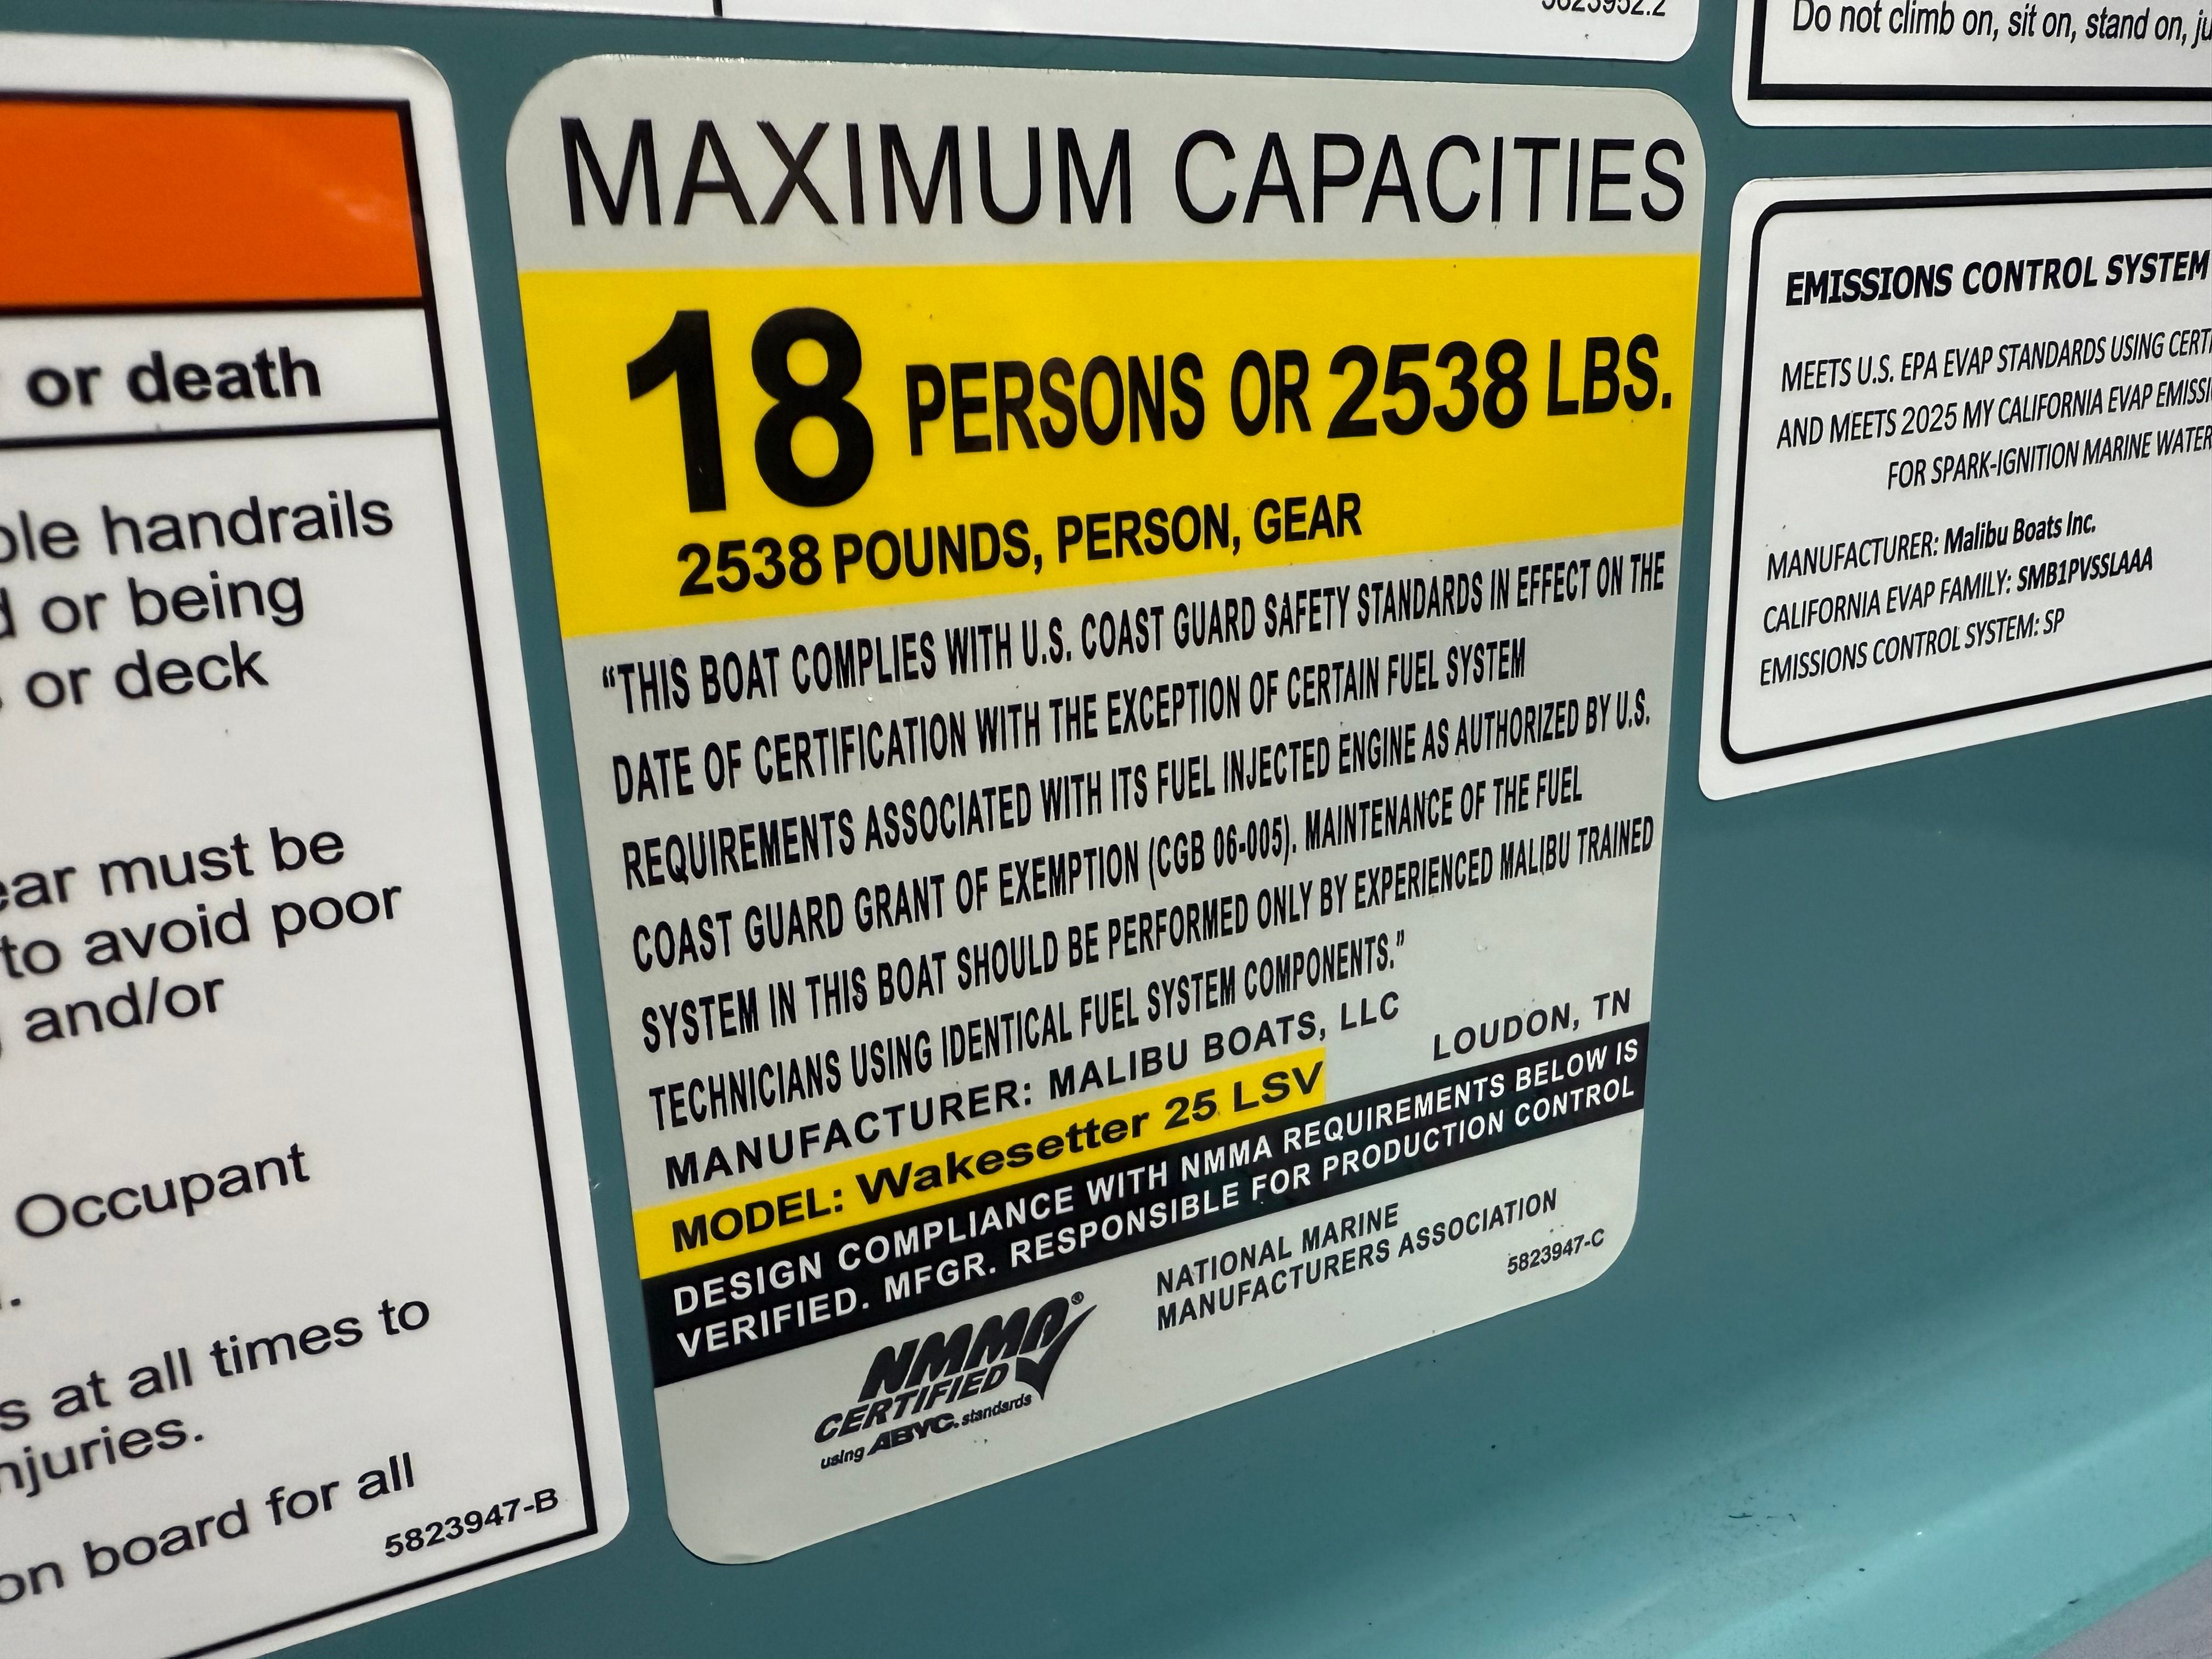 or death
handrails
or being
or deck
must be
to avoid poor
and/or
Occupant
at all times to
on board for all
5823947-B
MAXIMUM CAPACITIES
18 PERSONS OR 2538 LBS.
2538 POUNDS, PERSON, GEAR
“THIS BOAT COMPLIES WITH U.S. COAST GUARD SAFETY STANDARDS IN EFFECT ON THE
DATE OF CERTIFICATION WITH THE EXCEPTION OF CERTAIN FUEL SYSTEM
REQUIREMENTS ASSOCIATED WITH ITS FUEL INJECTED ENGINE AS AUTHORIZED BY U.S.
COAST GUARD GRANT OF EXEMPTION (CGB 06-005). MAINTENANCE OF THE FUEL
SYSTEM IN THIS BOAT SHOULD BE PERFORMED ONLY BY EXPERIENCED MALIBU TRAINED
TECHNICIANS USING IDENTICAL FUEL SYSTEM COMPONENTS.”
MANUFACTURER: MALIBU BOATS, LLC
LOUDON, TN
MODEL: Wakesetter 25 LSV
DESIGN COMPLIANCE WITH NMMA REQUIREMENTS BELOW IS
VERIFIED. MFGR. RESPONSIBLE FOR PRODUCTION CONTROL
NMMA®
CERTIFIED
using ABYC. standards
NATIONAL MARINE
MANUFACTURERS ASSOCIATION
5823947-C
Do not climb on, sit on, stand on,
EMISSIONS CONTROL SYSTEM
MEETS U.S. EPA EVAP STANDARDS USING
AND MEETS 2025 MY CALIFORNIA EVAP
FOR SPARK-IGNITION MARINE
MANUFACTURER: Malibu Boats Inc.
CALIFORNIA EVAP FAMILY: SMB1PVSSLAAA
EMISSIONS CONTROL SYSTEM: SP